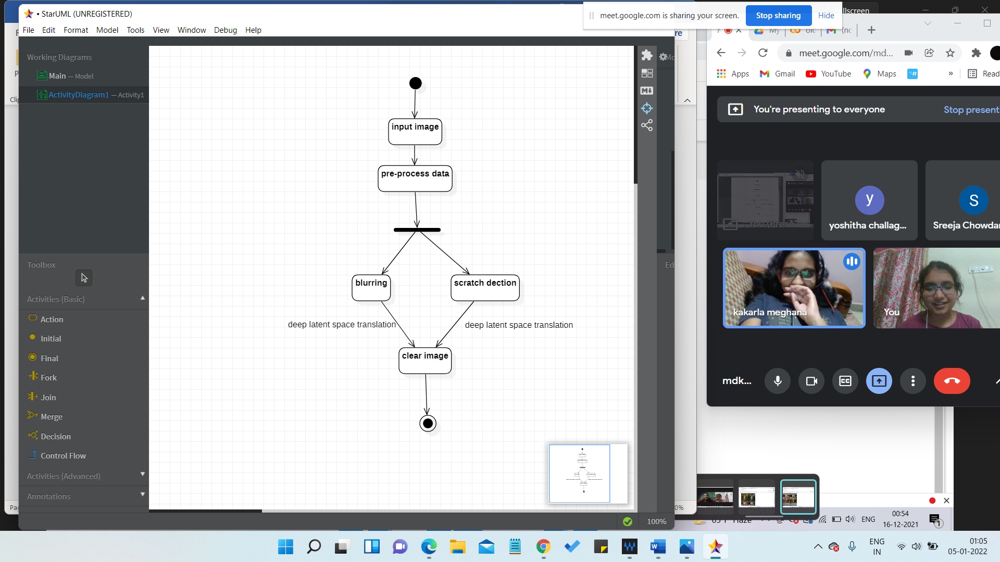 • StarUML (UNREGISTERED)
File Edit Format Model Tools View Window Debug Help
Working Diagrams
Main — Model
ActivityDiagram1 — Activity1
Toolbox
Activities (Basic)
Action
Initial
Final
Fork
Join
Merge
Decision
Control Flow
Activities (Advanced)
Annotations
input image
pre-process data
blurring
scratch dection
deep latent space translation
deep latent space translation
clear image
100%
meet.google.com is sharing your screen.
Stop sharing
Hide
meet.google.com/md...
Apps
Gmail
YouTube
Maps
»
Read
You're presenting to everyone
Stop presenti
y
yoshitha challag...
S
Sreeja Chowdar
kakarla meghana
You
mdk...
CC
ENG
00:54
16-12-2021
1
ENG
IN
01:05
05-01-2022